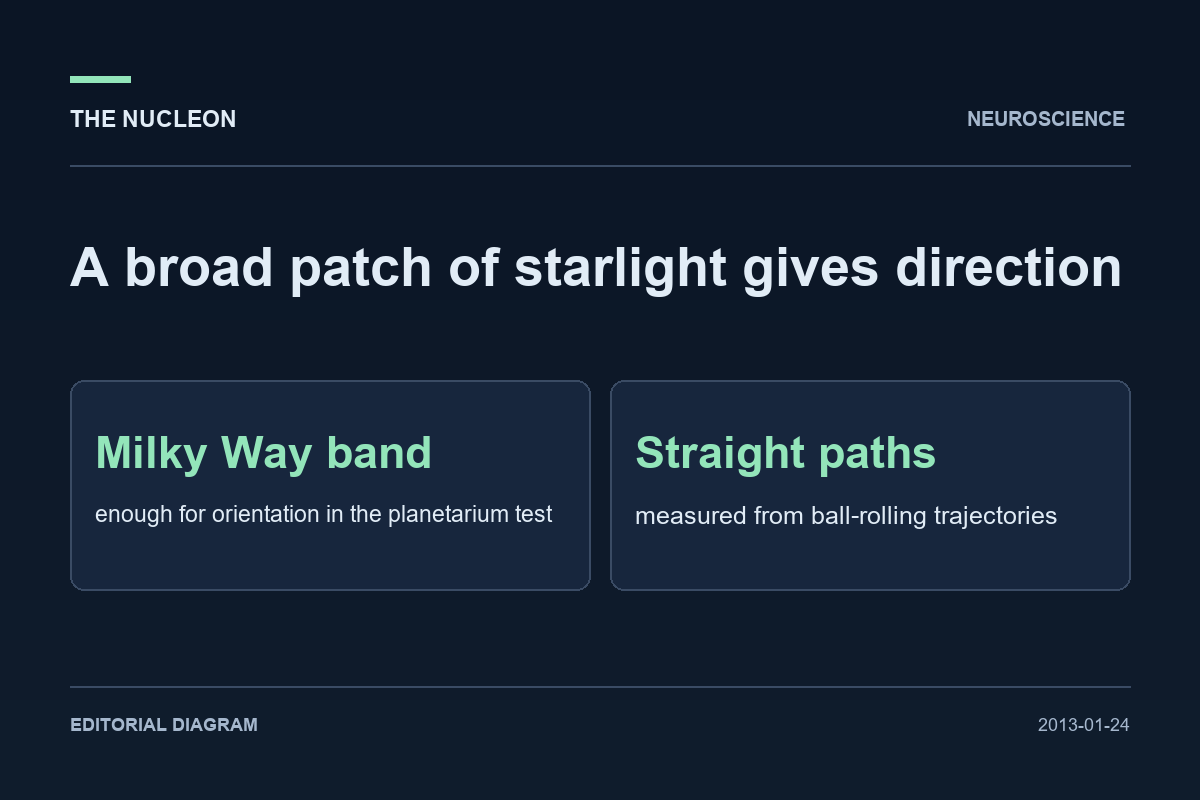 THE NUCLEON
NEUROSCIENCE
A broad patch of starlight gives direction
Milky Way band
enough for orientation in the planetarium test
Straight paths
measured from ball-rolling trajectories
EDITORIAL DIAGRAM
2013-01-24